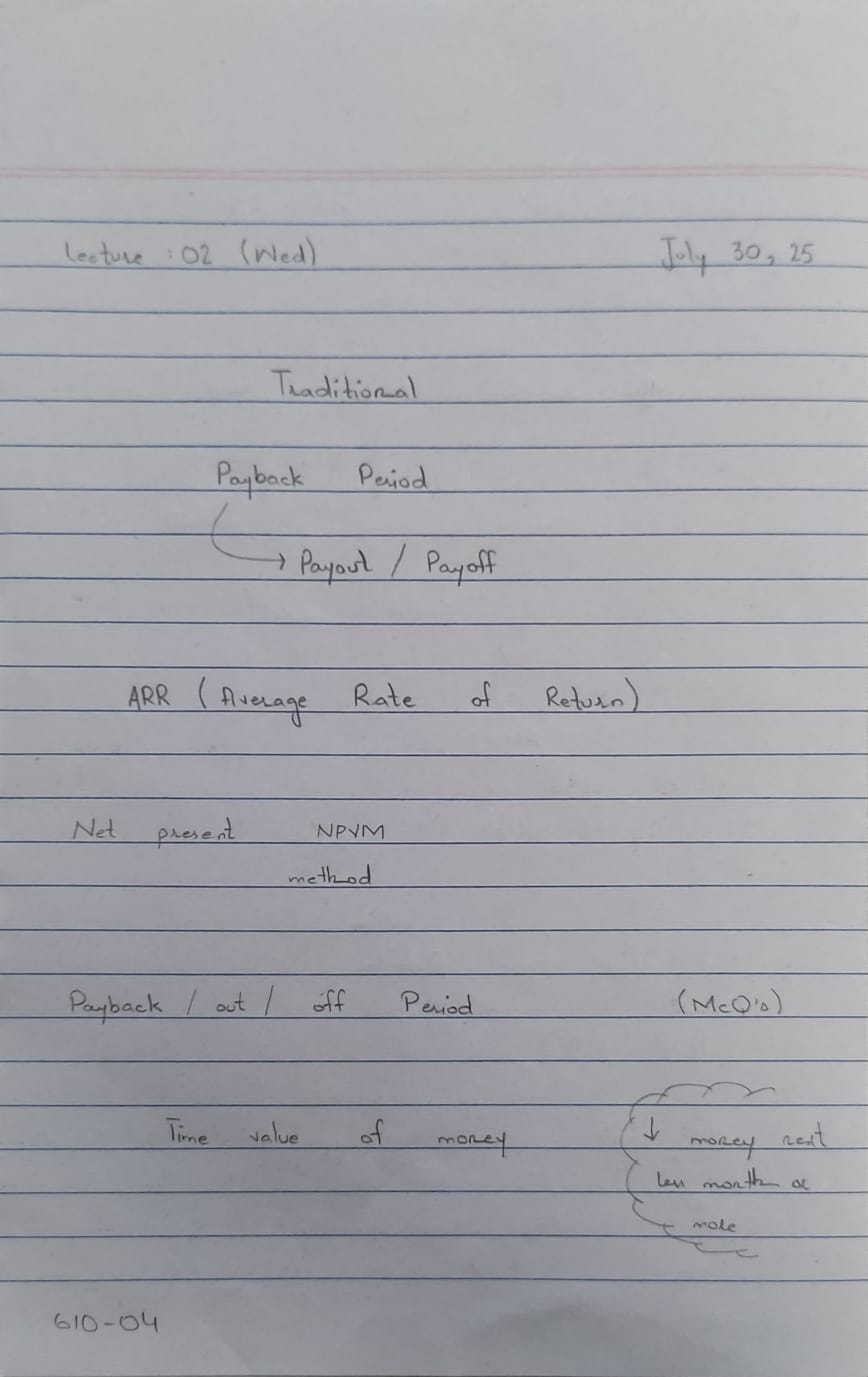 Lecture : 02 (Wed) July 30, 25
Traditional
Payback Period
→ Payout / Payoff
ARR (Average Rate of Return)
Net present NPVM
method
Payback / out / off Period (McQ's)
Time value of money
↓ money rent
less month or
more
610-04